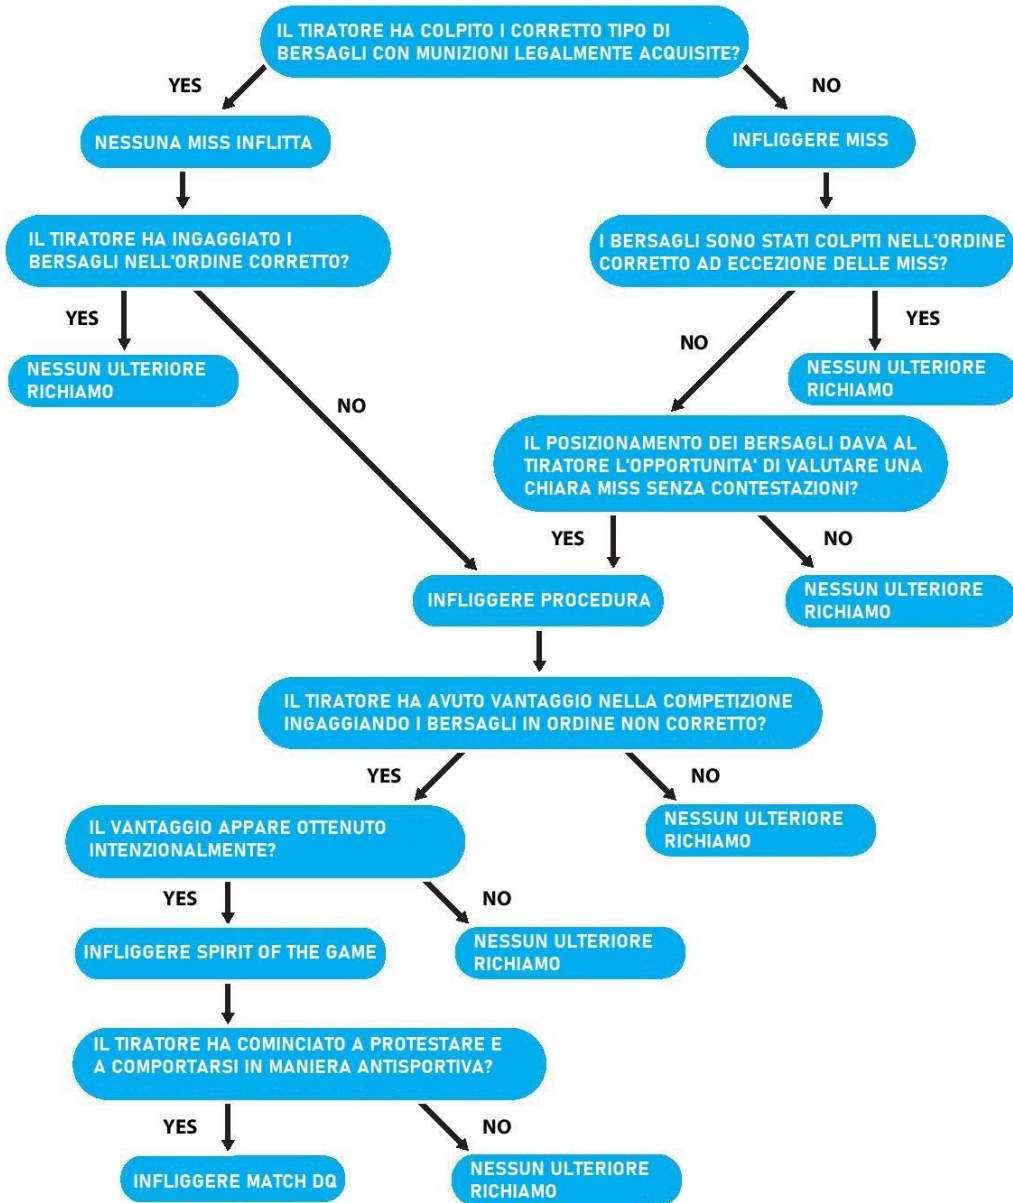 IL TIRATORE HA COLPITO I CORRETTO TIPO DI
BERSAGLI CON MUNIZIONI LEGALMENTE ACQUISITE?
YES
NO
NESSUNA MISS INFLITTA
INFLIGGERE MISS
IL TIRATORE HA INGAGGIATO I
BERSAGLI NELL'ORDINE CORRETTO?
I BERSAGLI SONO STATI COLPITI NELL'ORDINE
CORRETTO AD ECCEZIONE DELLE MISS?
YES
NO
NO
YES
NESSUN ULTERIORE
RICHIAMO
NESSUN ULTERIORE
RICHIAMO
IL POSIZIONAMENTO DEI BERSAGLI DAVA AL
TIRATORE L'OPPORTUNITA' DI VALUTARE UNA
CHIARA MISS SENZA CONTESTAZIONI?
YES
NO
INFLIGGERE PROCEDURA
NESSUN ULTERIORE
RICHIAMO
IL TIRATORE HA AVUTO VANTAGGIO NELLA COMPETIZIONE
INGAGGIANDO I BERSAGLI IN ORDINE NON CORRETTO?
YES
NO
IL VANTAGGIO APPARE OTTENUTO
INTENZIONALMENTE?
NESSUN ULTERIORE
RICHIAMO
YES
NO
INFLIGGERE SPIRIT OF THE GAME
NESSUN ULTERIORE
RICHIAMO
IL TIRATORE HA COMINCIATO A PROTESTARE E
A COMPORTARSI IN MANIERA ANTISPORTIVA?
YES
NO
INFLIGGERE MATCH DQ
NESSUN ULTERIORE
RICHIAMO